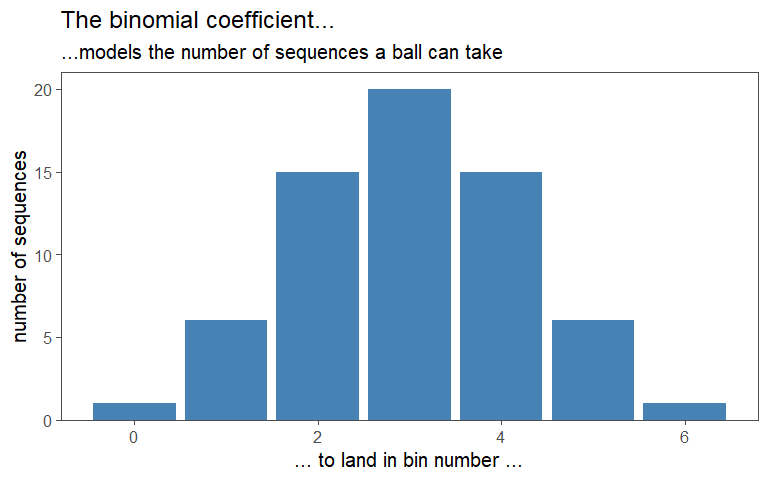 The binomial coefficient...
...models the number of sequences a ball can take
number of sequences
20
15
10
5
0
0
2
4
6
... to land in bin number ...